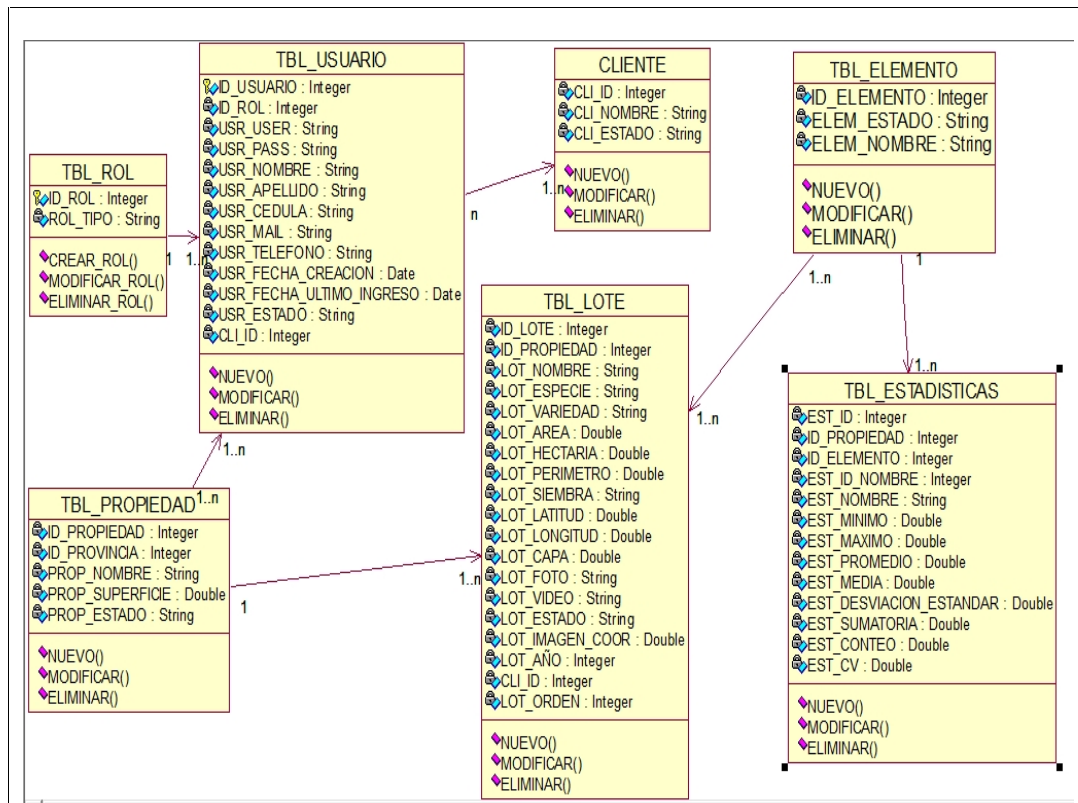 TBL_ROL
ID_ROL : Integer
ROL_TIPO : String
CREAR_ROL()
MODIFICAR_ROL()
ELIMINAR_ROL()
1
1..n
TBL_USUARIO
ID_USUARIO : Integer
ID_ROL : Integer
USR_USER : String
USR_PASS : String
USR_NOMBRE : String
USR_APELLIDO : String
USR_CEDULA : String
USR_MAIL : String
USR_TELEFONO : String
USR_FECHA_CREACION : Date
USR_FECHA_ULTIMO_INGRESO : Date
USR_ESTADO : String
CLI_ID : Integer
NUEVO()
MODIFICAR()
ELIMINAR()
n
1..n
CLIENTE
CLI_ID : Integer
CLI_NOMBRE : String
CLI_ESTADO : String
NUEVO()
MODIFICAR()
ELIMINAR()
TBL_ELEMENTO
ID_ELEMENTO : Integer
ELEM_ESTADO : String
ELEM_NOMBRE : String
NUEVO()
MODIFICAR()
ELIMINAR()
1..n
1
1..n
1..n
1..n
1..n
TBL_PROPIEDAD
ID_PROPIEDAD : Integer
ID_PROVINCIA : Integer
PROP_NOMBRE : String
PROP_SUPERFICIE : Double
PROP_ESTADO : String
NUEVO()
MODIFICAR()
ELIMINAR()
1
1..n
TBL_LOTE
ID_LOTE : Integer
ID_PROPIEDAD : Integer
LOT_NOMBRE : String
LOT_ESPECIE : String
LOT_VARIEDAD : String
LOT_AREA : Double
LOT_HECTARIA : Double
LOT_PERIMETRO : Double
LOT_SIEMBRA : String
LOT_LATITUD : Double
LOT_LONGITUD : Double
LOT_CAPA : Double
LOT_FOTO : String
LOT_VIDEO : String
LOT_ESTADO : String
LOT_IMAGEN_COOR : Double
LOT_AÑO : Integer
CLI_ID : Integer
LOT_ORDEN : Integer
NUEVO()
MODIFICAR()
ELIMINAR()
TBL_ESTADISTICAS
EST_ID : Integer
ID_PROPIEDAD : Integer
ID_ELEMENTO : Integer
EST_ID_NOMBRE : Integer
EST_NOMBRE : String
EST_MINIMO : Double
EST_MAXIMO : Double
EST_PROMEDIO : Double
EST_MEDIA : Double
EST_DESVIACION_ESTANDAR : Double
EST_SUMATORIA : Double
EST_CONTEO : Double
EST_CV : Double
NUEVO()
MODIFICAR()
ELIMINAR()